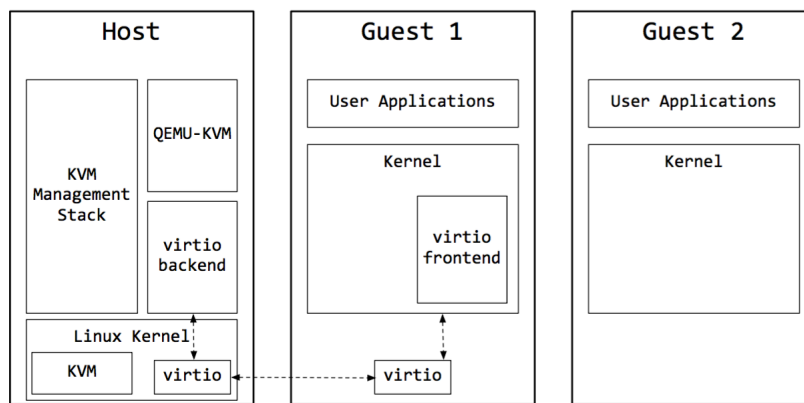 Host
KVM
Management
Stack
QEMU-KVM
virtio
backend
Linux Kernel
KVM
virtio
Guest 1
User Applications
Kernel
virtio
frontend
virtio
Guest 2
User Applications
Kernel